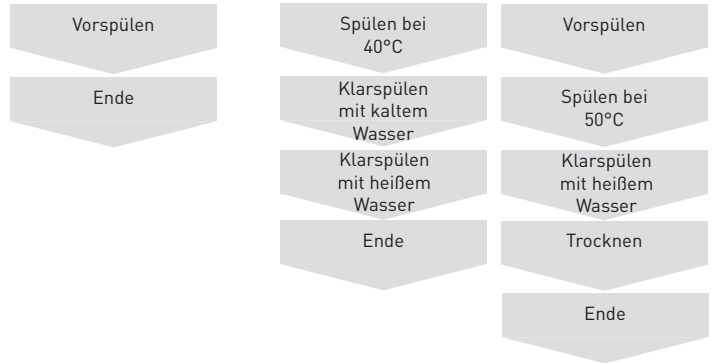 Vorspülen
Ende
Spülen bei
40°C
Klarspülen
mit kaltem
Wasser
Klarspülen
mit heißem
Wasser
Ende
Vorspülen
Spülen bei
50°C
Klarspülen
mit heißem
Wasser
Trocknen
Ende